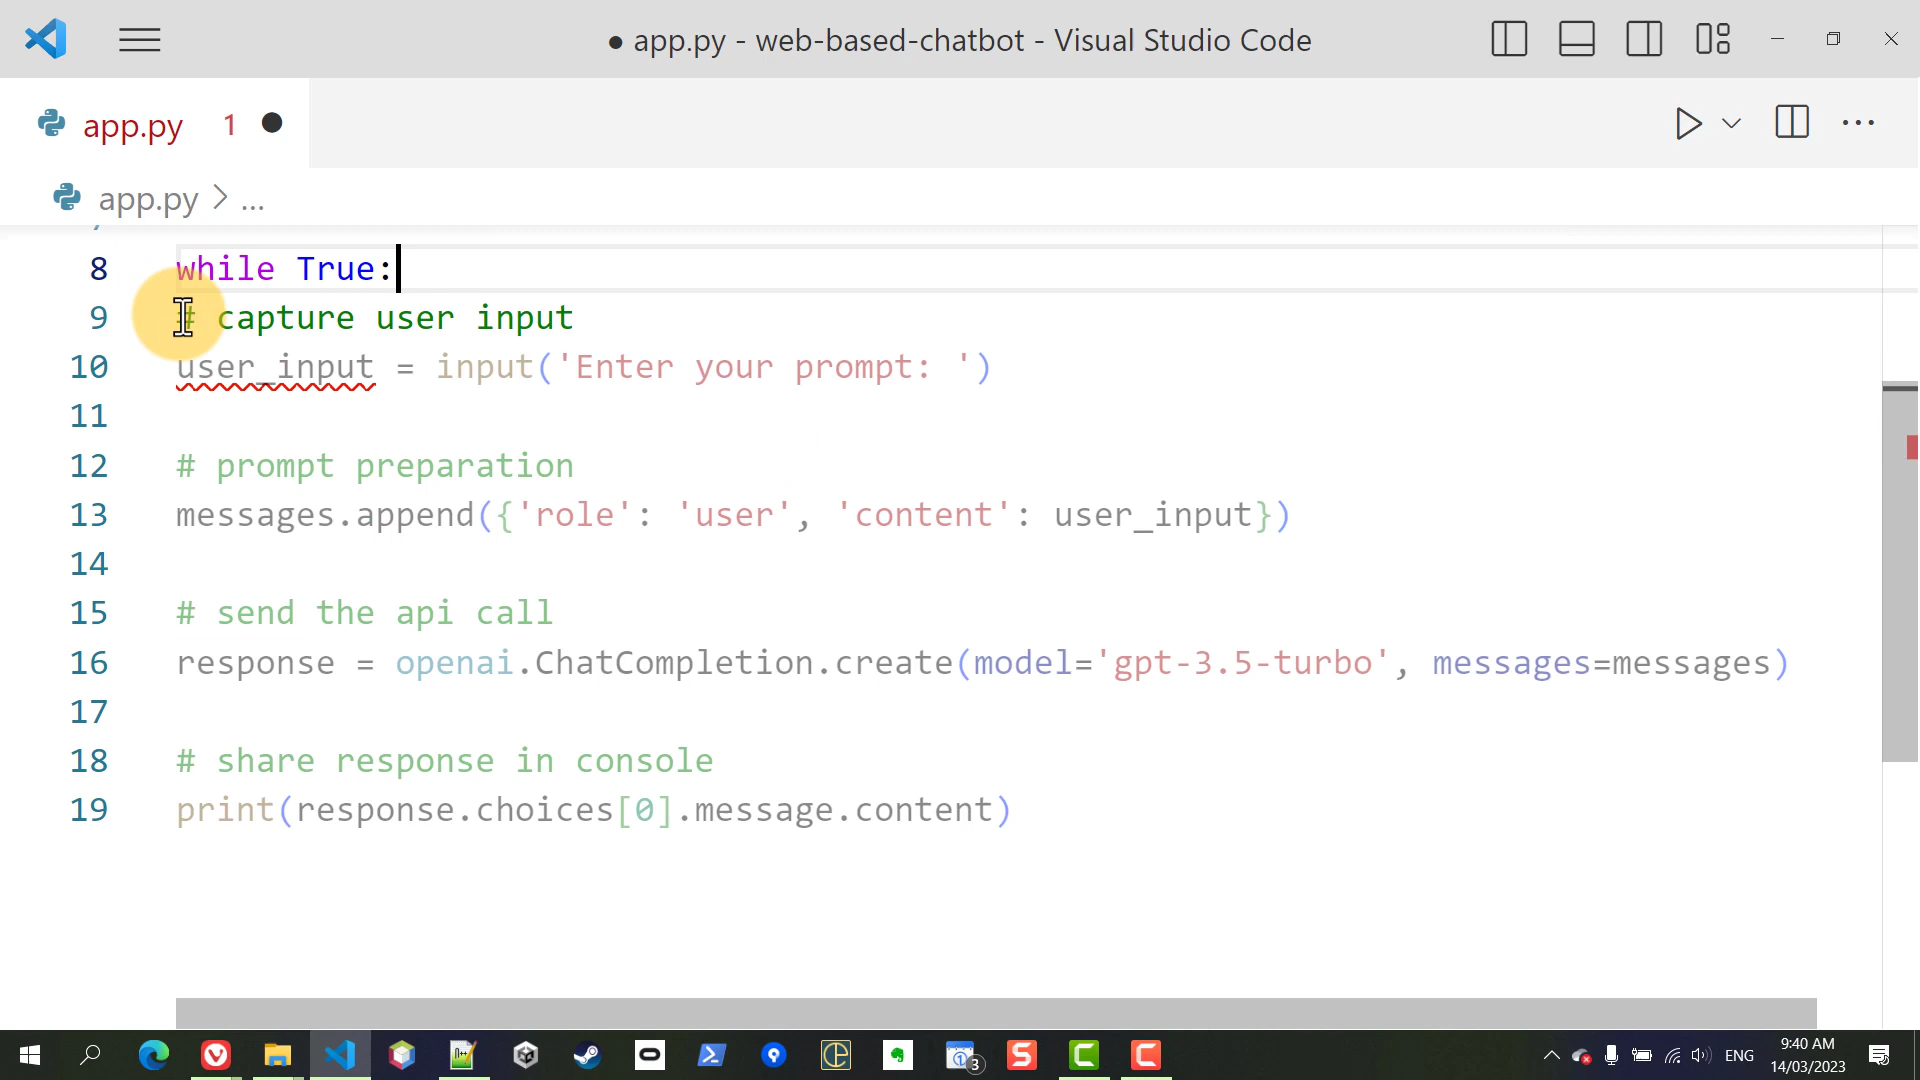 ● app.py - web-based-chatbot - Visual Studio Code
app.py 1 ●
app.py > ...
8 while True:
9 # capture user input
10 user_input = input('Enter your prompt: ')
11
12 # prompt preparation
13 messages.append({'role': 'user', 'content': user_input})
14
15 # send the api call
16 response = openai.ChatCompletion.create(model='gpt-3.5-turbo', messages=messages)
17
18 # share response in console
19 print(response.choices[0].message.content)
3
ENG
9:40 AM
14/03/2023